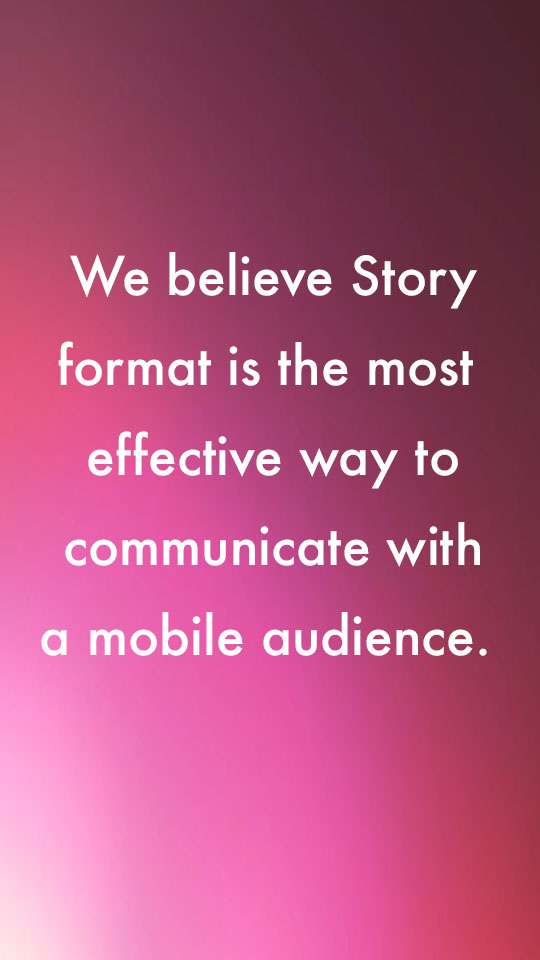 We believe Story
format is the most
effective way to
communicate with
a mobile audience.